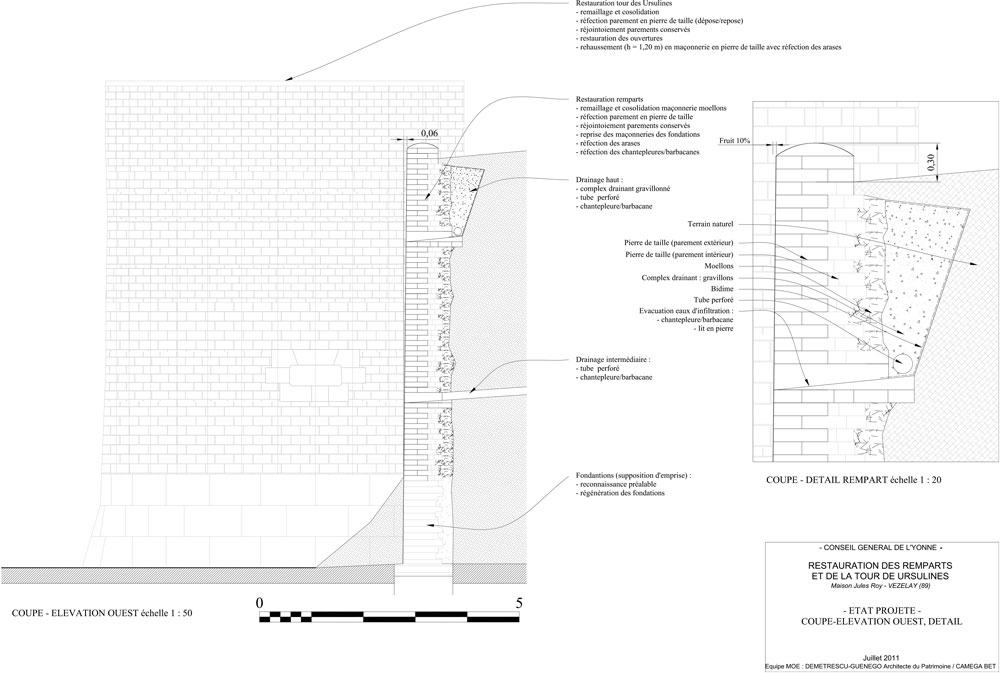 Restauration tour des Ursulines
- remaillage et cosolidation
- réfection parement en pierre de taille (dépose/repose)
- réjointoiement parements conservés
- restauration des ouvertures
- rehaussement (h = 1,20 m) en maçonnerie en pierre de taille avec réfection des arases
Restauration remparts
- remaillage et cosolidation maçonnerie moellons
- réfection parement en pierre de taille
- réjointoiement parements conservés
- reprise des maçonneries des fondations
- réfection des arases
- réfection des chantepleures/barbacanes
0,06
Drainage haut :
- complex drainant gravillonné
- tube perforé
- chantepleure/barbacane
Fruit 10%
0,30
Terrain naturel
Pierre de taille (parement extérieur)
Pierre de taille (parement intérieur)
Moellons
Complex drainant : gravillons
Bidime
Tube perforé
Evacuation eaux d'infiltration :
- chantepleure/barbacane
- lit en pierre
Drainage intermédiaire :
- tube perforé
- chantepleure/barbacane
Fondantions (supposition d'emprise) :
- reconnaissance préalable
- régénération des fondations
COUPE - DETAIL REMPART échelle 1 : 20
COUPE - ELEVATION OUEST échelle 1 : 50
0
5
- CONSEIL GENERAL DE L'YONNE -
RESTAURATION DES REMPARTS
ET DE LA TOUR DE URSULINES
Maison Jules Roy - VEZELAY (89)
- ETAT PROJETE -
COUPE-ELEVATION OUEST, DETAIL
Juillet 2011
Equipe MOE : DEMETRESCU-GUENEGO Architecte du Patrimoine / CAMEGA BET